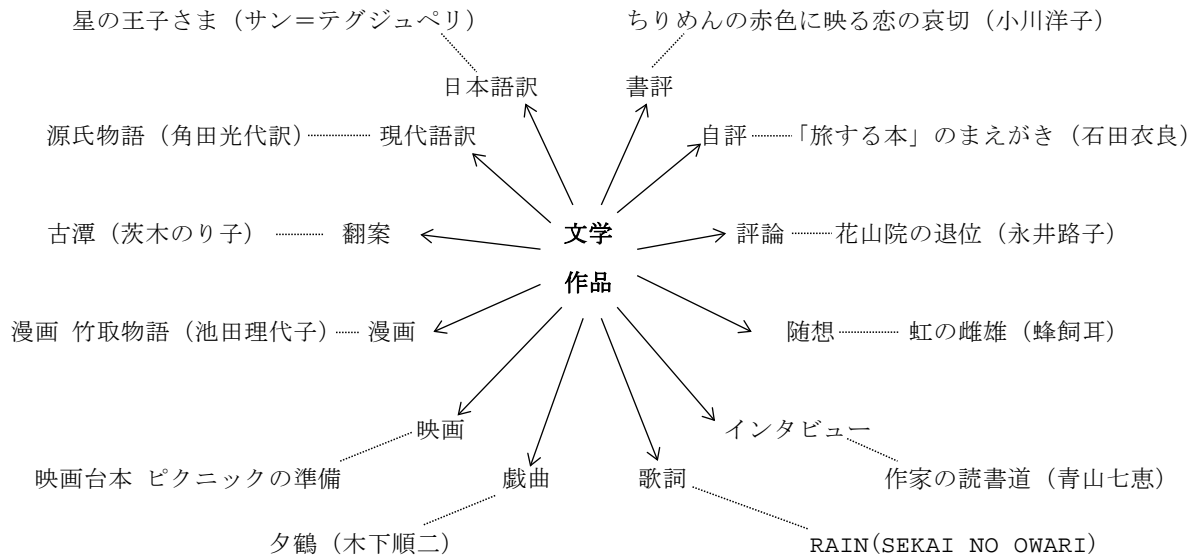 星の王子さま（サン＝テグジュペリ）
ちりめんの赤色に映る恋の哀切（小川洋子）
日本語訳
書評
源氏物語（角田光代訳）
現代語訳
自評
「旅する本」のまえがき（石田衣良）
古潭（茨木のり子）
翻案
文学
作品
評論
花山院の退位（永井路子）
漫画 竹取物語（池田理代子）
漫画
随想
虹の雌雄（蜂飼耳）
映画
インタビュー
映画台本 ピクニックの準備
戯曲
歌詞
作家の読書道（青山七恵）
夕鶴（木下順二）
RAIN(SEKAI NO OWARI)